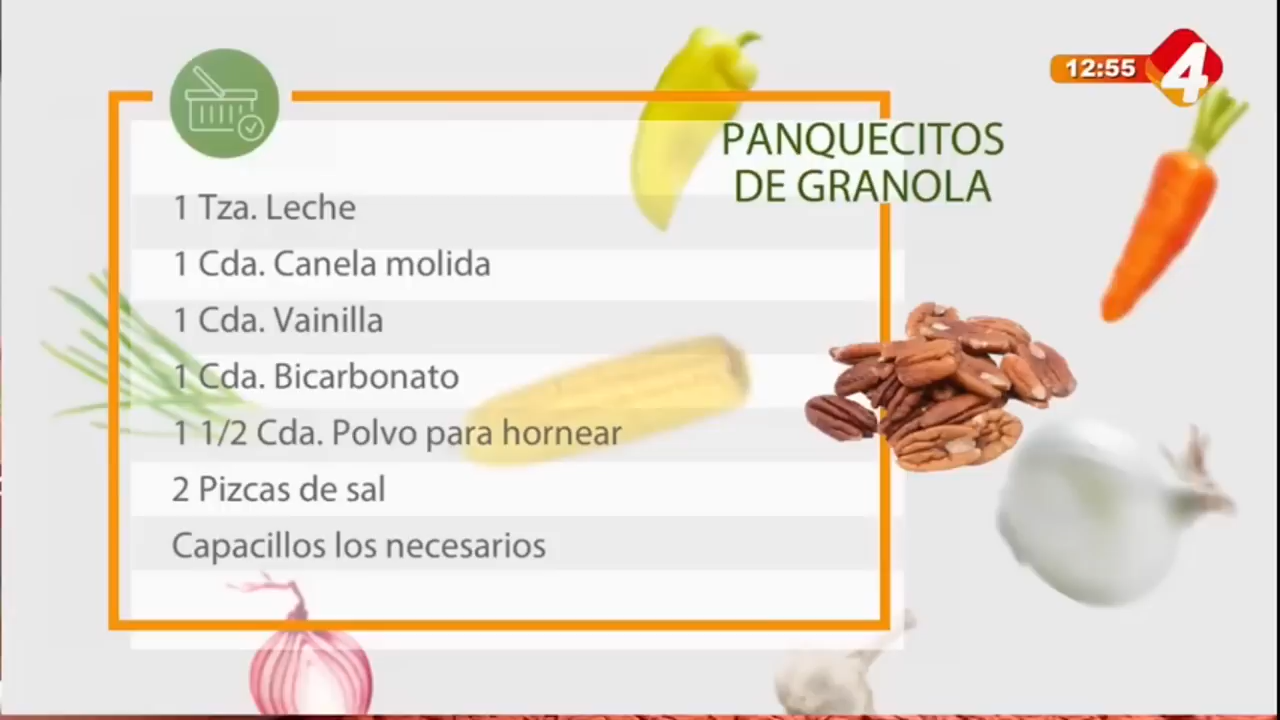 12:55
4
PANQUECITOS
DE GRANOLA
1 Tza. Leche
1 Cda. Canela molida
1 Cda. Vainilla
1 Cda. Bicarbonato
1 1/2 Cda. Polvo para hornear
2 Pizcas de sal
Capacillos los necesarios